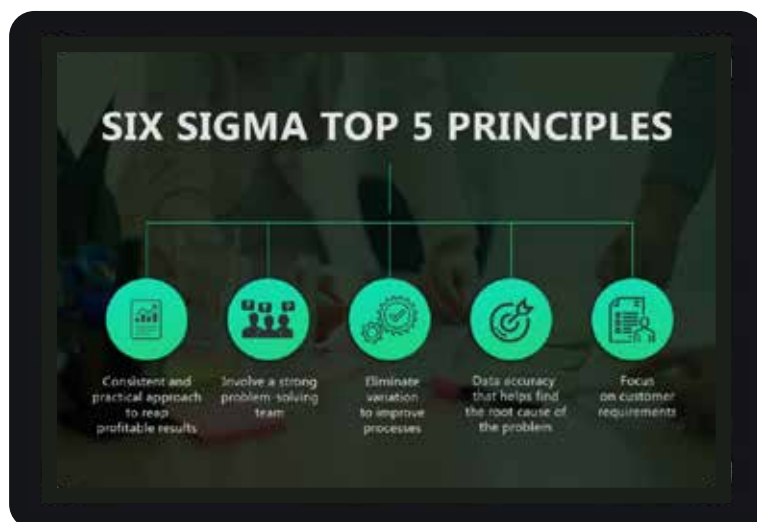 SIX SIGMA TOP 5 PRINCIPLES
Consistent and
practical approach
to reap
profitable results
Involve a strong
problem-solving
team
Eliminate
variation
to improve
processes
Data accuracy
that helps find
the root cause of
the problem
Focus
on customer
requirements